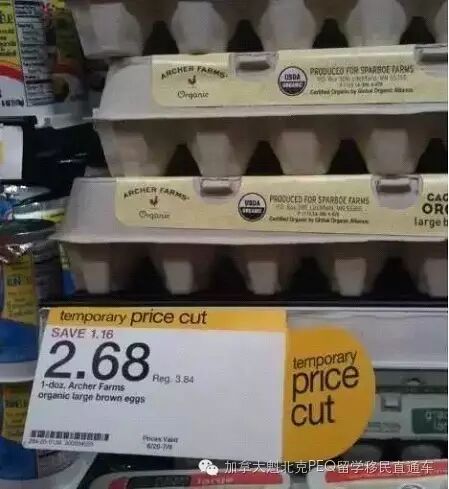 ARCHER FARMS
Organic
USDA
ORGANIC
PRODUCED FOR SPARBOE FARMS
Certified Organic by Global Organic Alliance
ARCHER FARMS
Organic
USDA
ORGANIC
PRODUCED FOR SPARBOE FARMS
Certified Organic by Global Organic Alliance
CAG
ORG
large b
temporary price cut
SAVE 1.16
2.68
Reg. 3.84
1-doz, Archer Farms
organic large brown eggs
Prices Valid
temporary
price
cut
加拿大魁北克PEQ留学移民直通车